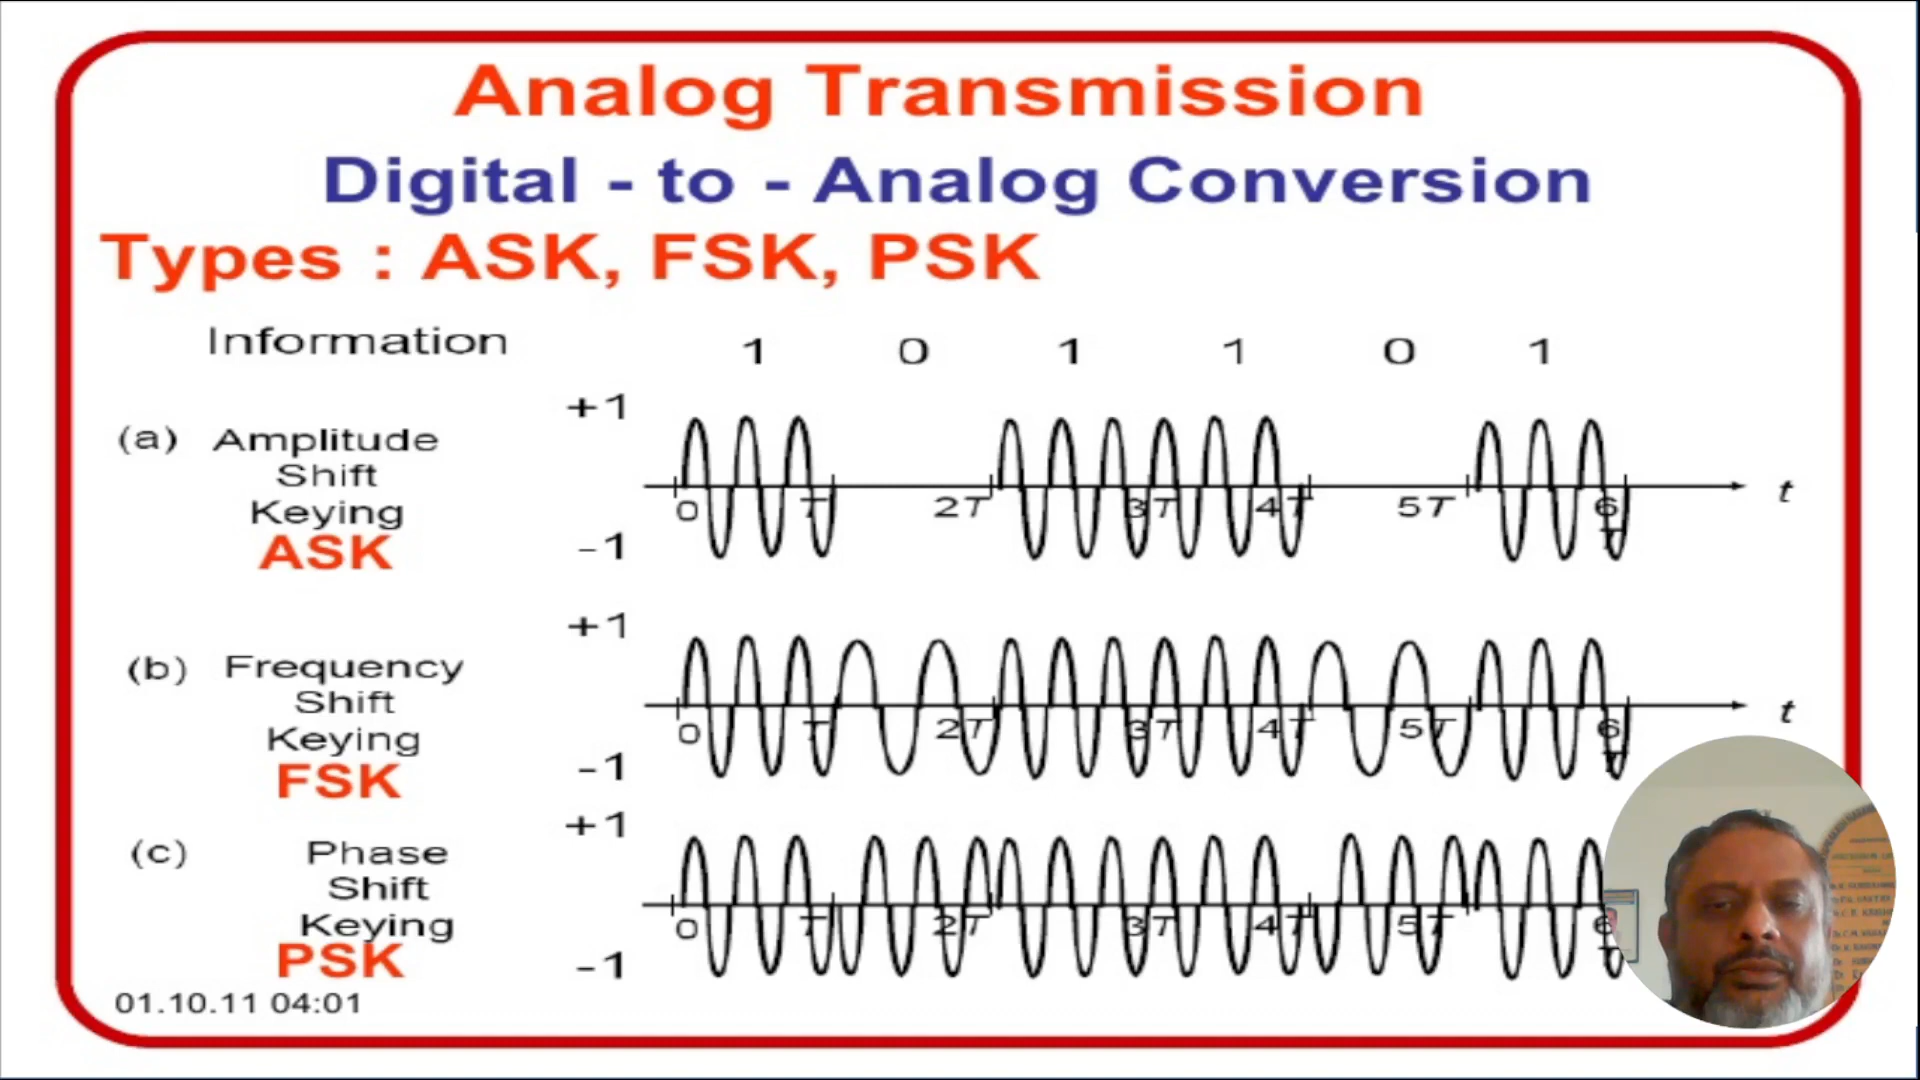 Analog Transmission
Digital - to - Analog Conversion
Types : ASK, FSK, PSK
Information 1 0 1 1 0 1
(a) Amplitude
Shift
Keying
ASK
+1
-1
0 T 2T 3T 4T 5T 6T t
(b) Frequency
Shift
Keying
FSK
+1
-1
0 T 2T 3T 4T 5T 6T t
(c) Phase
Shift
Keying
PSK
+1
-1
0 T 2T 3T 4T 5T 6
01.10.11 04:01